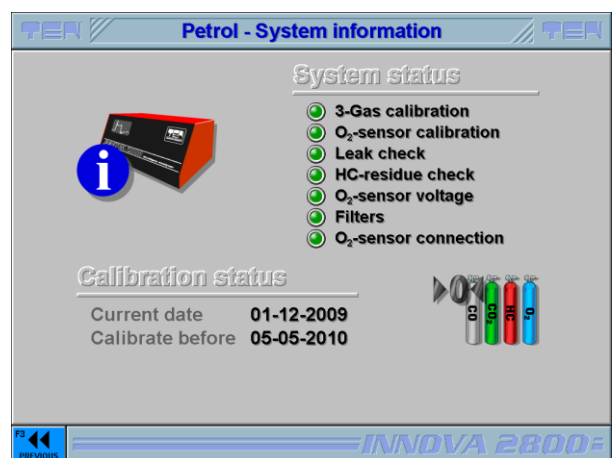 TEN
Petrol - System information
TEN
System status
3-Gas calibration
O₂-sensor calibration
Leak check
HC-residue check
O₂-sensor voltage
Filters
O₂-sensor connection
Calibration status
Current date 01-12-2009
Calibrate before 05-05-2010
CO
CO₂
HC
O₂
F3
PREVIOUS
INNOVA 2800